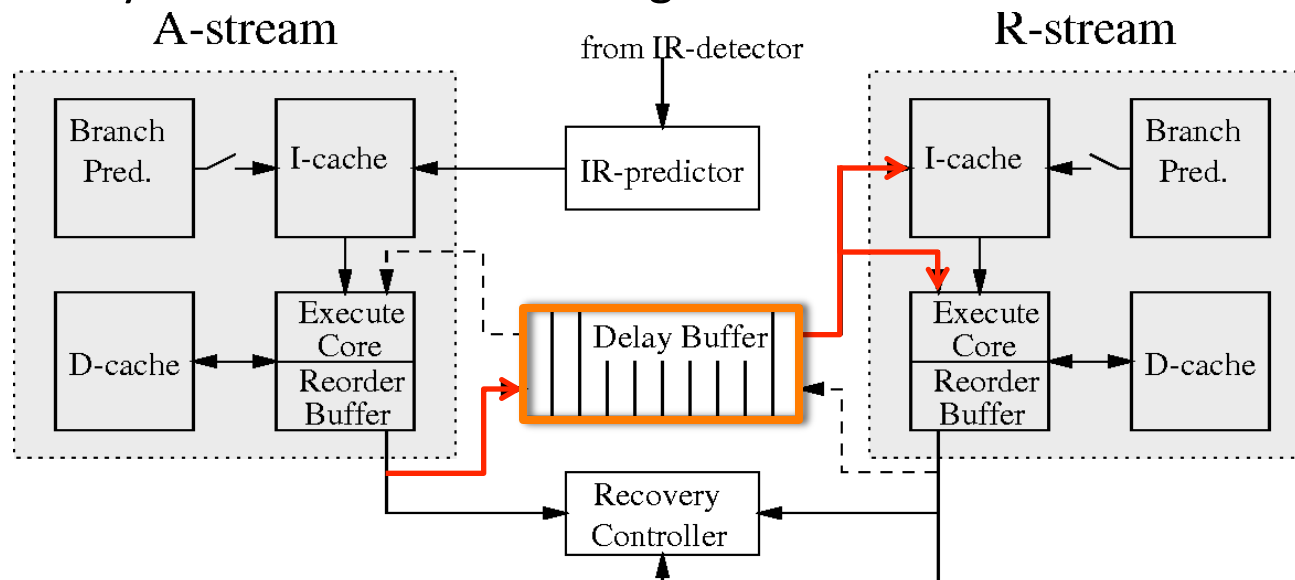 A-stream
from IR-detector
R-stream
Branch
Pred.
I-cache
IR-predictor
I-cache
Branch
Pred.
D-cache
Execute
Core
Reorder
Buffer
Delay Buffer
Execute
Core
Reorder
Buffer
D-cache
Recovery
Controller